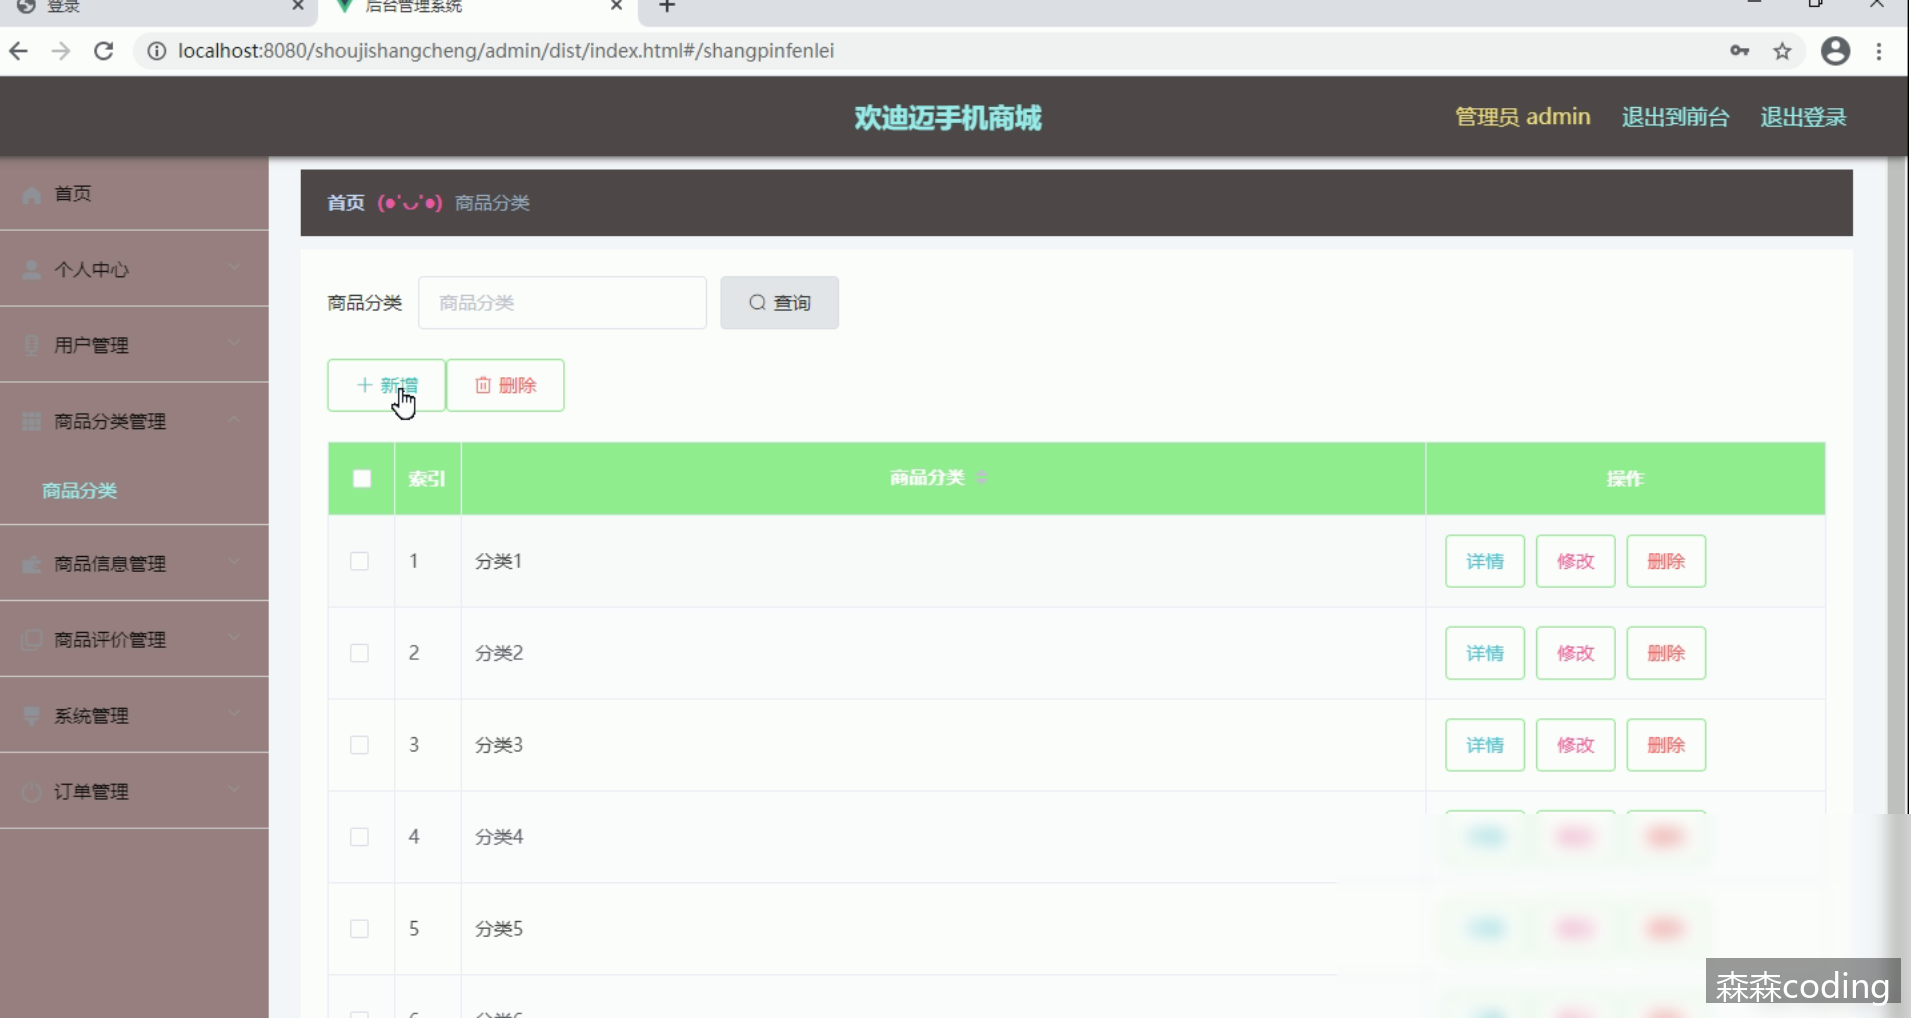 登录
后台管理系统
localhost:8080/shoujishangcheng/admin/dist/index.html#/shangpinfenlei
欢迪迈手机商城
管理员 admin
退出到前台
退出登录
首页
个人中心
用户管理
商品分类管理
商品分类
商品信息管理
商品评价管理
系统管理
订单管理
首页 (●'◡'●) 商品分类
商品分类 商品分类 查询
新增 删除
索引 商品分类 操作
1 分类1 详情 修改 删除
2 分类2 详情 修改 删除
3 分类3 详情 修改 删除
4 分类4
5 分类5
6 分类6
森森coding